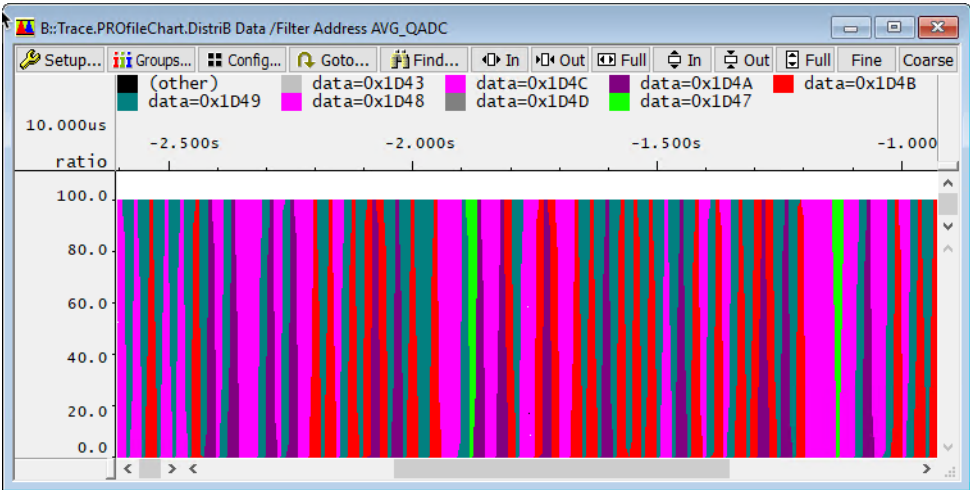 B::Trace.PROfileChart.DistriB Data /Filter Address AVG_QADC
Setup... Groups... Config... Goto... Find... In Out Full In Out Full Fine Coarse
(other) data=0x1D43 data=0x1D4C data=0x1D4A data=0x1D4B
data=0x1D49 data=0x1D48 data=0x1D4D data=0x1D47
10.000us
-2.500s -2.000s -1.500s -1.000
ratio
100.0
80.0
60.0
40.0
20.0
0.0